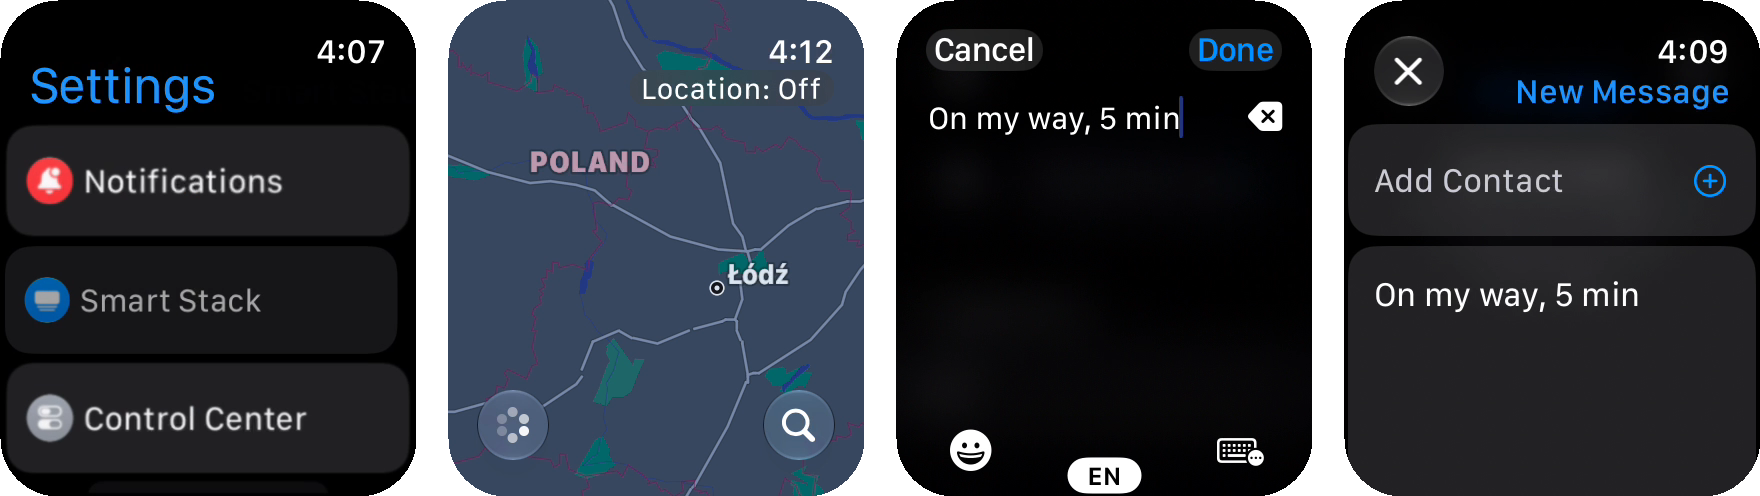 4:07
Settings
Notifications
Smart Stack
Control Center
4:12
Location: Off
POLAND
Łódź
Cancel
Done
On my way, 5 min
EN
4:09
New Message
Add Contact
On my way, 5 min